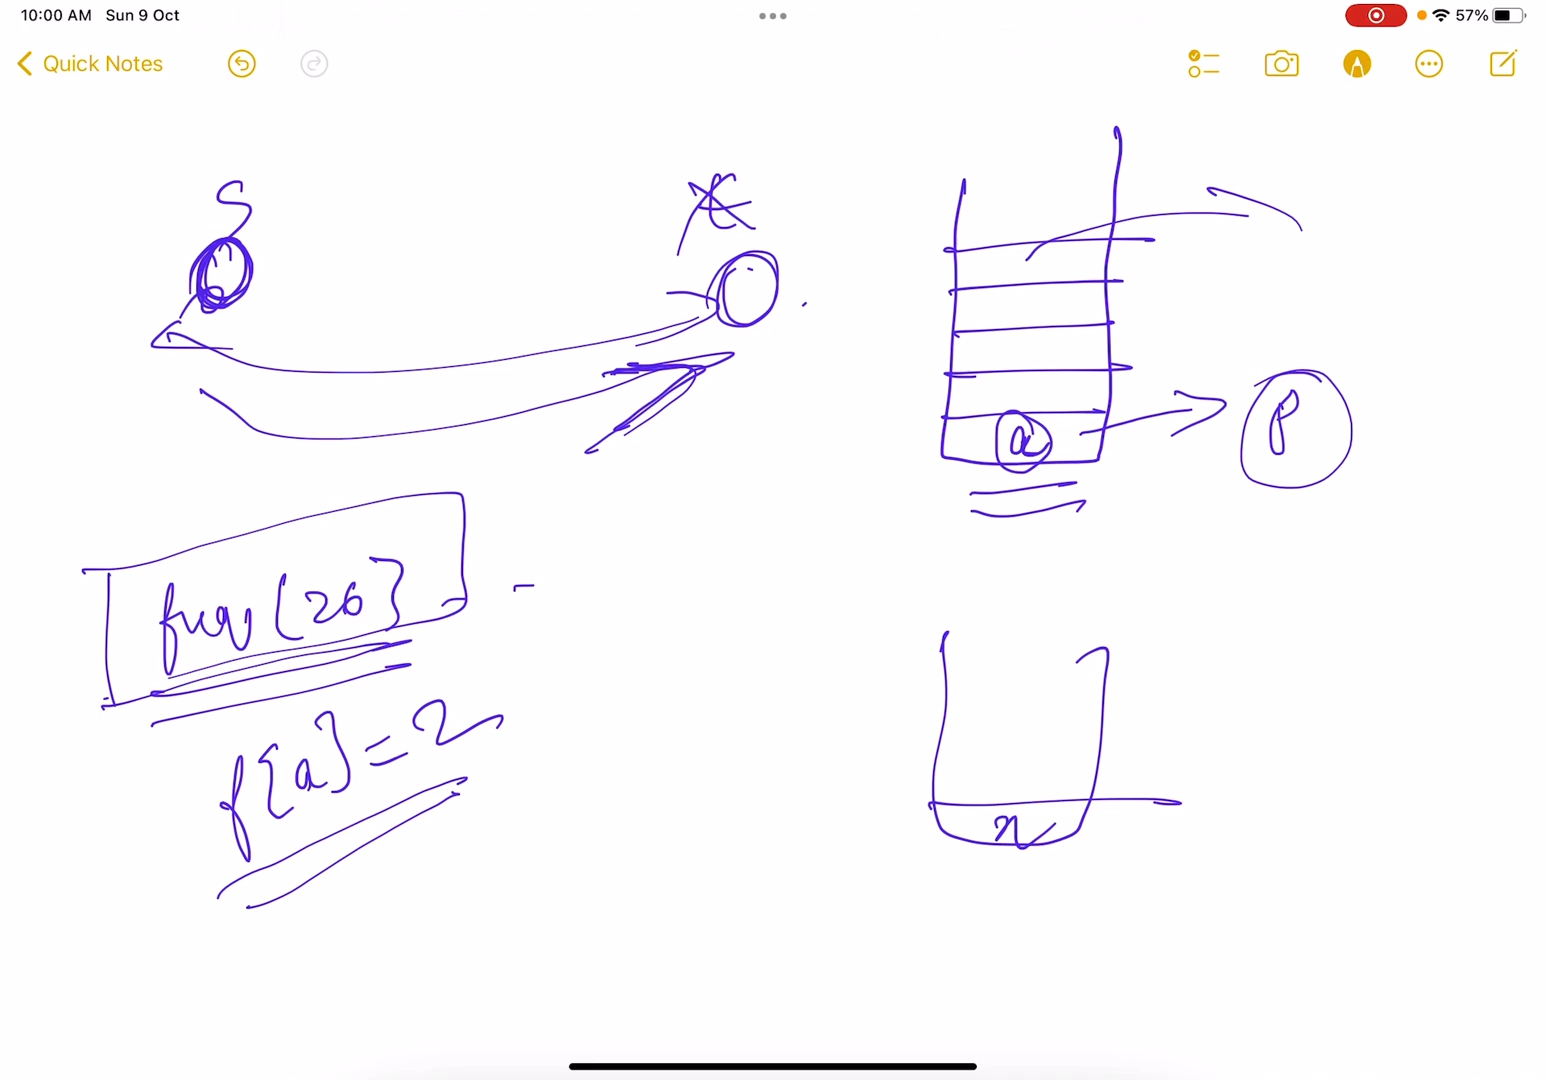 10:00 AM Sun 9 Oct
57%
Quick Notes
S
t
a
p
freq [26]
f[a] = 2
x